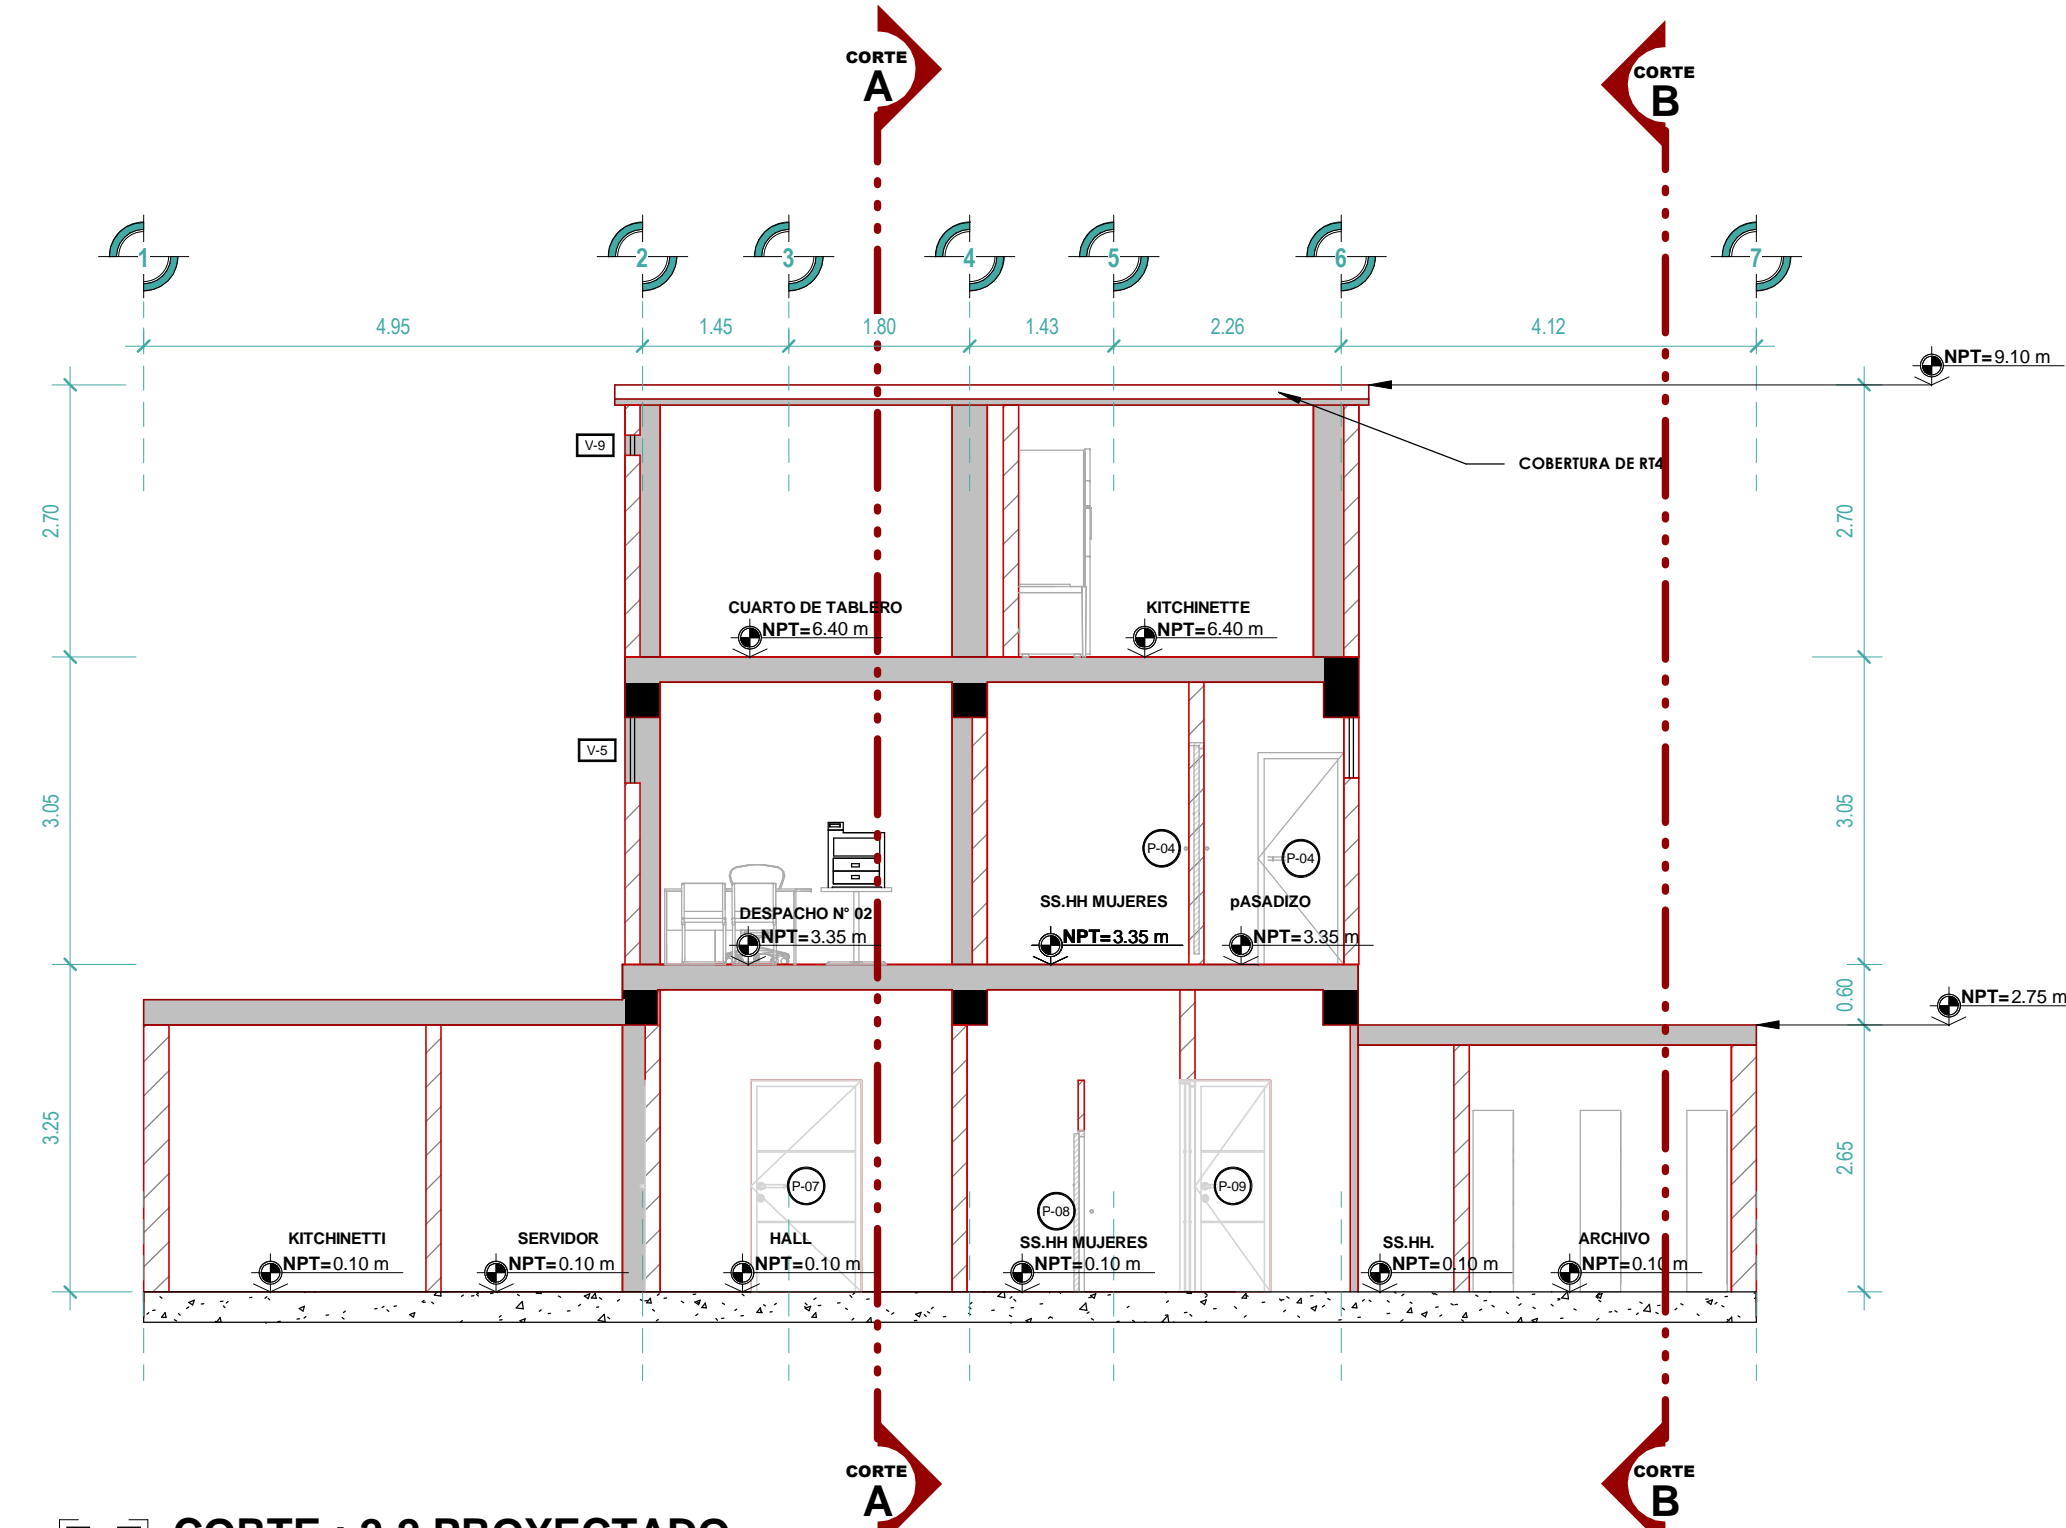 CORTE
A
CORTE
B
1
2
3
4
5
6
7
4.95
1.45
1.80
1.43
2.26
4.12
NPT=9.10 m
V-9
COBERTURA DE RT4
2.70
2.70
CUARTO DE TABLERO
NPT=6.40 m
KITCHINETTE
NPT=6.40 m
V-5
3.05
3.05
P-04
P-04
DESPACHO N° 02
NPT=3.35 m
SS.HH MUJERES
NPT=3.35 m
pASADIZO
NPT=3.35 m
0.60
NPT=2.75 m
3.25
2.65
P-07
P-08
P-09
KITCHINETTI
NPT=0.10 m
SERVIDOR
NPT=0.10 m
HALL
NPT=0.10 m
SS.HH MUJERES
NPT=0.10 m
SS.HH.
NPT=0.10 m
ARCHIVO
NPT=0.10 m
CORTE
A
CORTE
B
CORTE : 2-2 PROYECTADO